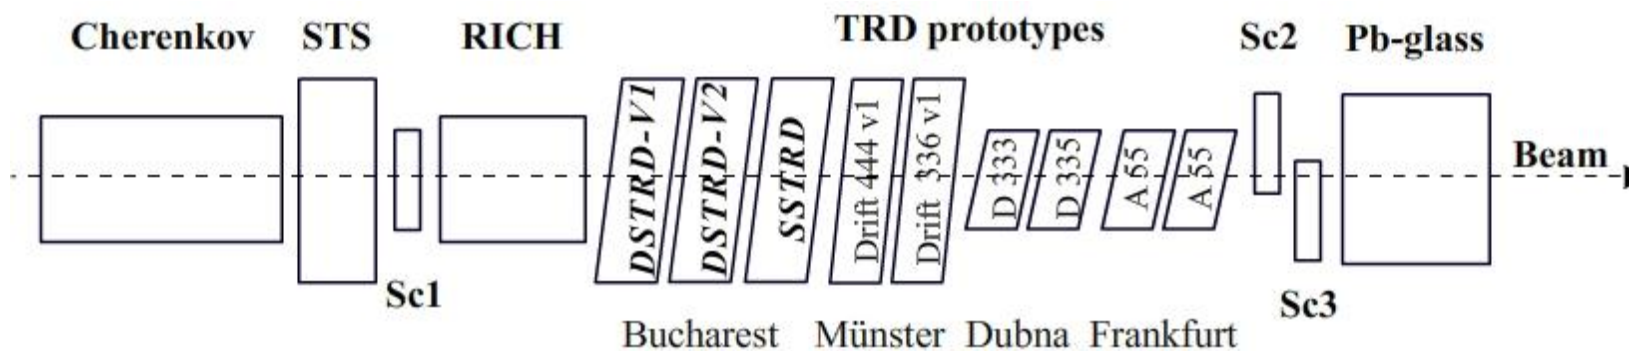 Cherenkov STS RICH TRD prototypes Sc2 Pb-glass
DSTRD-V1
DSTRD-V2
SSTRD
Drift 444 v1
Drift 336 v1
D 333
D 335
A 55
A 55
Beam
Sc1
Sc3
Bucharest Münster Dubna Frankfurt